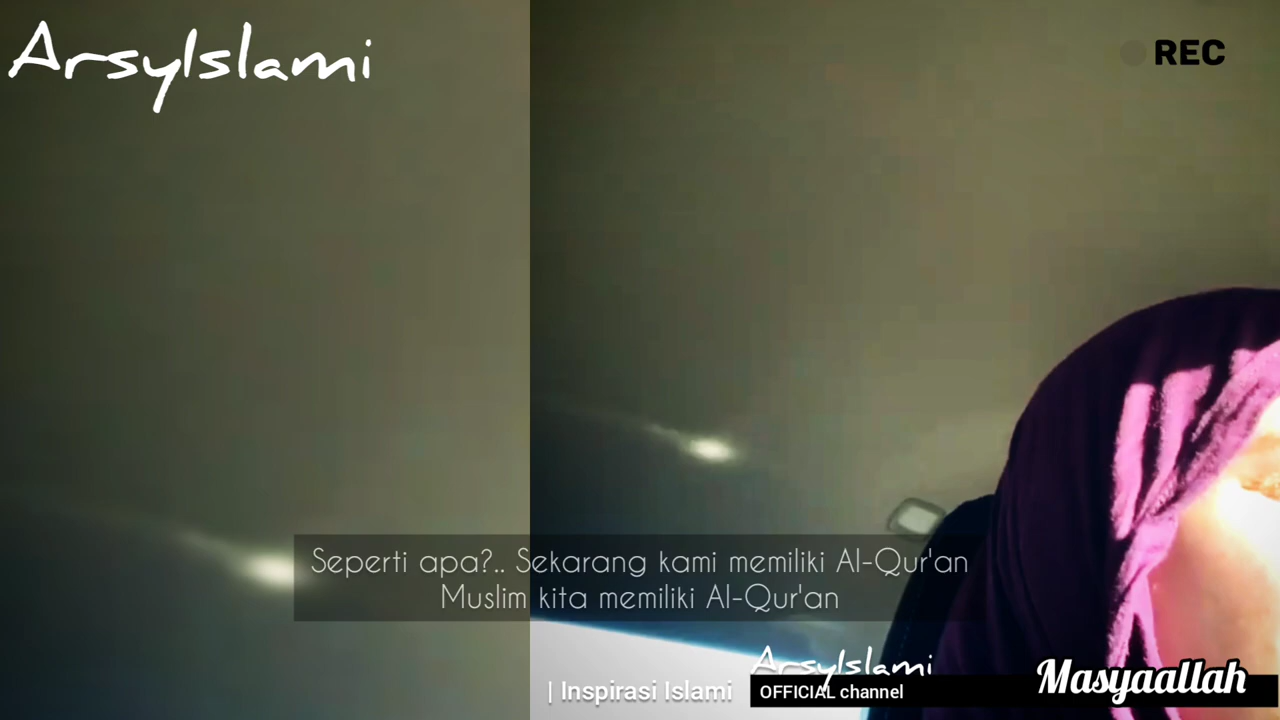 ArsyIslami
REC
Seperti apa?.. Sekarang kami memiliki Al-Qur'an
Muslim kita memiliki Al-Qur'an
ArsyIslami
| Inspirasi Islami
OFFICIAL channel
Masyaallah